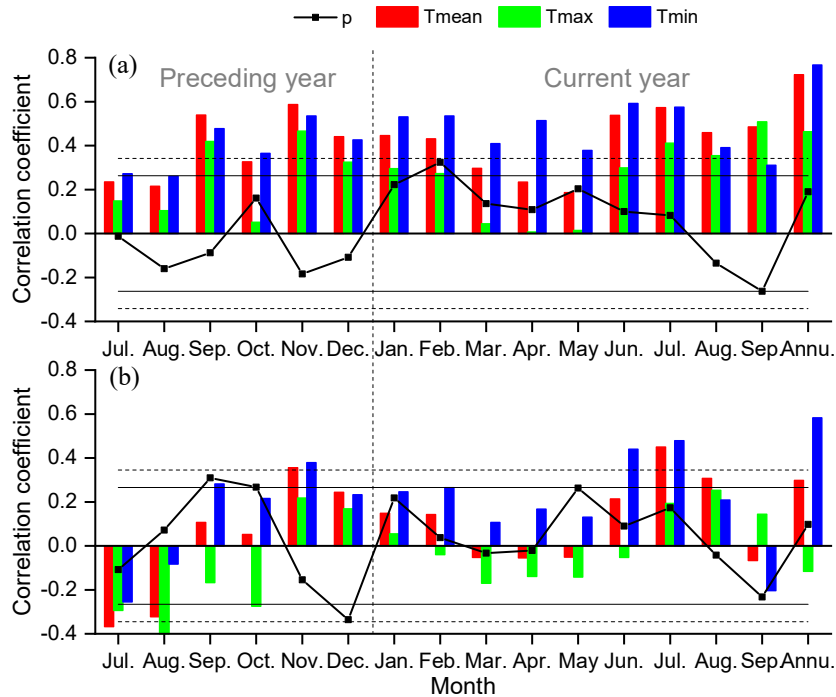 p Tmean Tmax Tmin
(a)
Preceding year Current year
Correlation coefficient
0.8
0.6
0.4
0.2
0.0
-0.2
-0.4
Jul. Aug. Sep. Oct. Nov. Dec. Jan. Feb. Mar. Apr. May Jun. Jul. Aug. Sep. Annu.
(b)
Correlation coefficient
0.8
0.6
0.4
0.2
0.0
-0.2
-0.4
Jul. Aug. Sep. Oct. Nov. Dec. Jan. Feb. Mar. Apr. May Jun. Jul. Aug. Sep. Annu.
Month